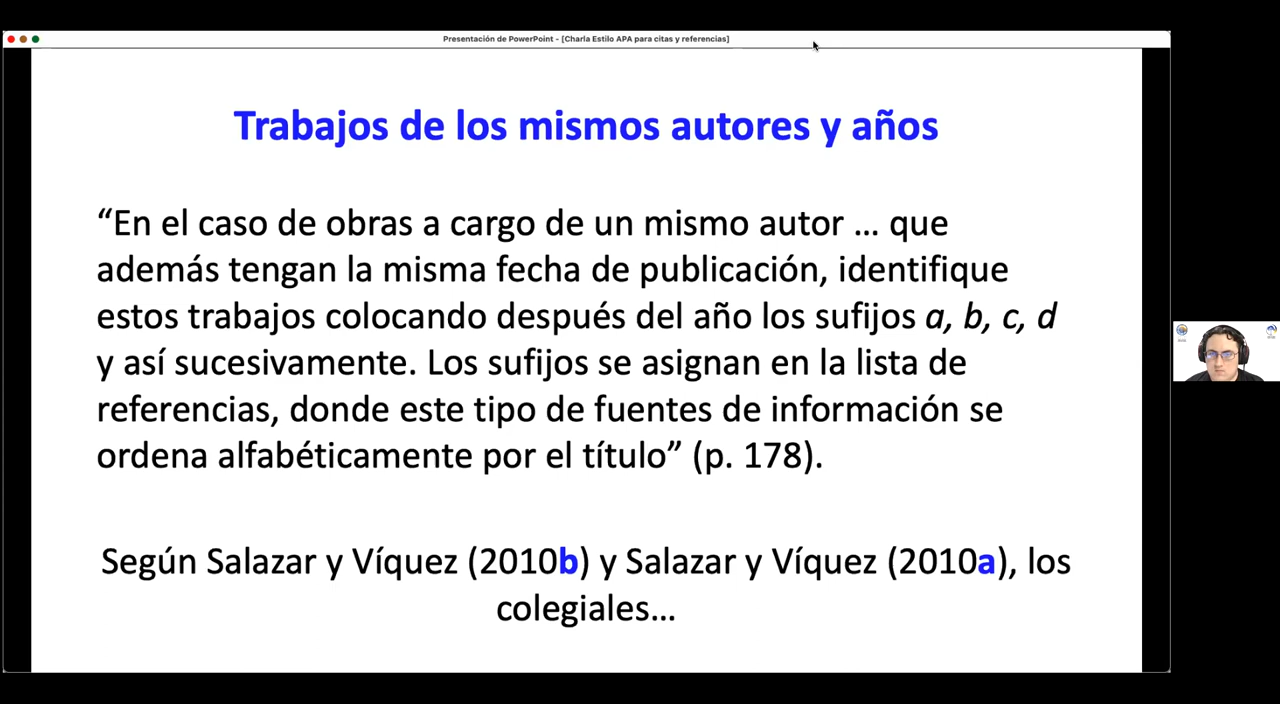 Presentación de PowerPoint - [Charla Estilo APA para citas y referencias]
Trabajos de los mismos autores y años
“En el caso de obras a cargo de un mismo autor ... que
además tengan la misma fecha de publicación, identifique
estos trabajos colocando después del año los sufijos a, b, c, d
y así sucesivamente. Los sufijos se asignan en la lista de
referencias, donde este tipo de fuentes de información se
ordena alfabéticamente por el título” (p. 178).
Según Salazar y Víquez (2010b) y Salazar y Víquez (2010a), los
colegiales...